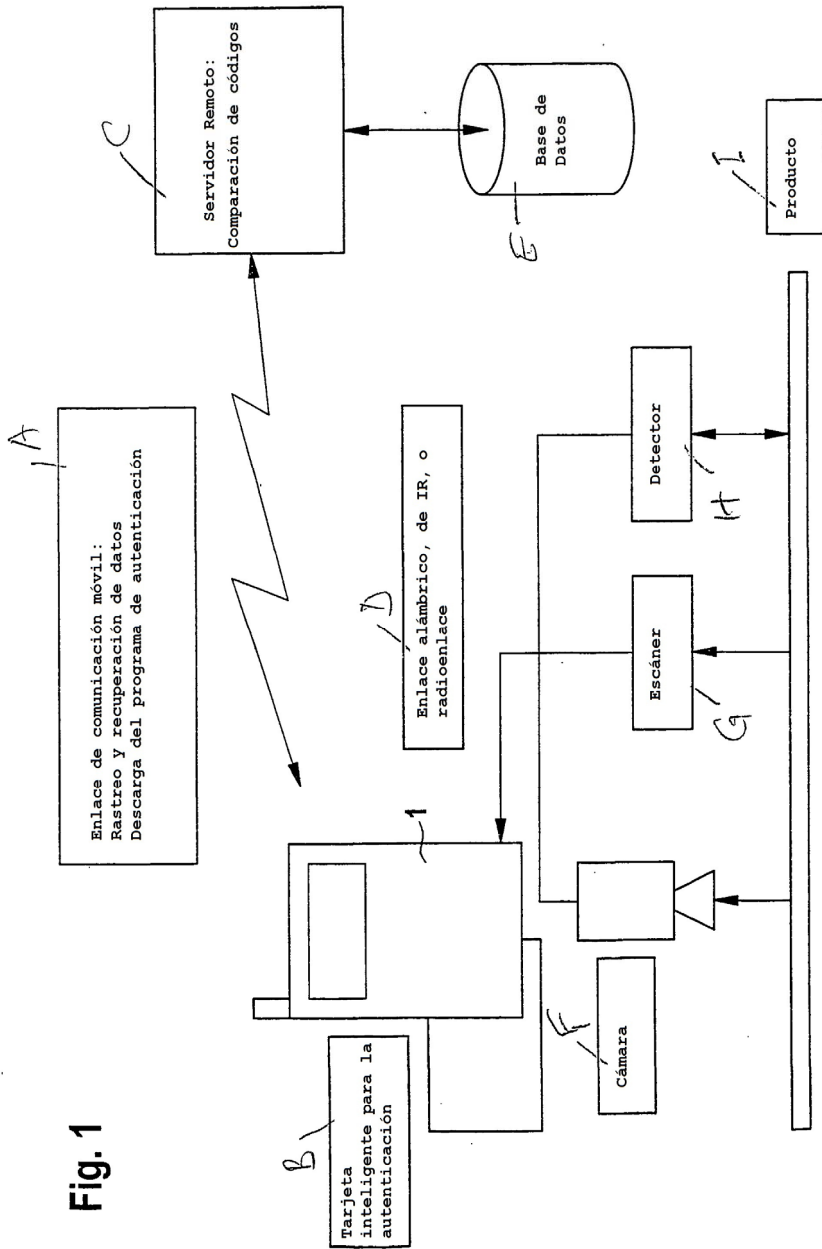 Fig. 1
A
Enlace de comunicación móvil:
Rastreo y recuperación de datos
Descarga del programa de autenticación
B
Tarjeta
inteligente para la
autenticación
1
C
Servidor Remoto:
Comparación de códigos
D
Enlace alámbrico, de IR, o
radioenlace
E
Base de
Datos
F
Cámara
G
Escáner
H
Detector
I
Producto